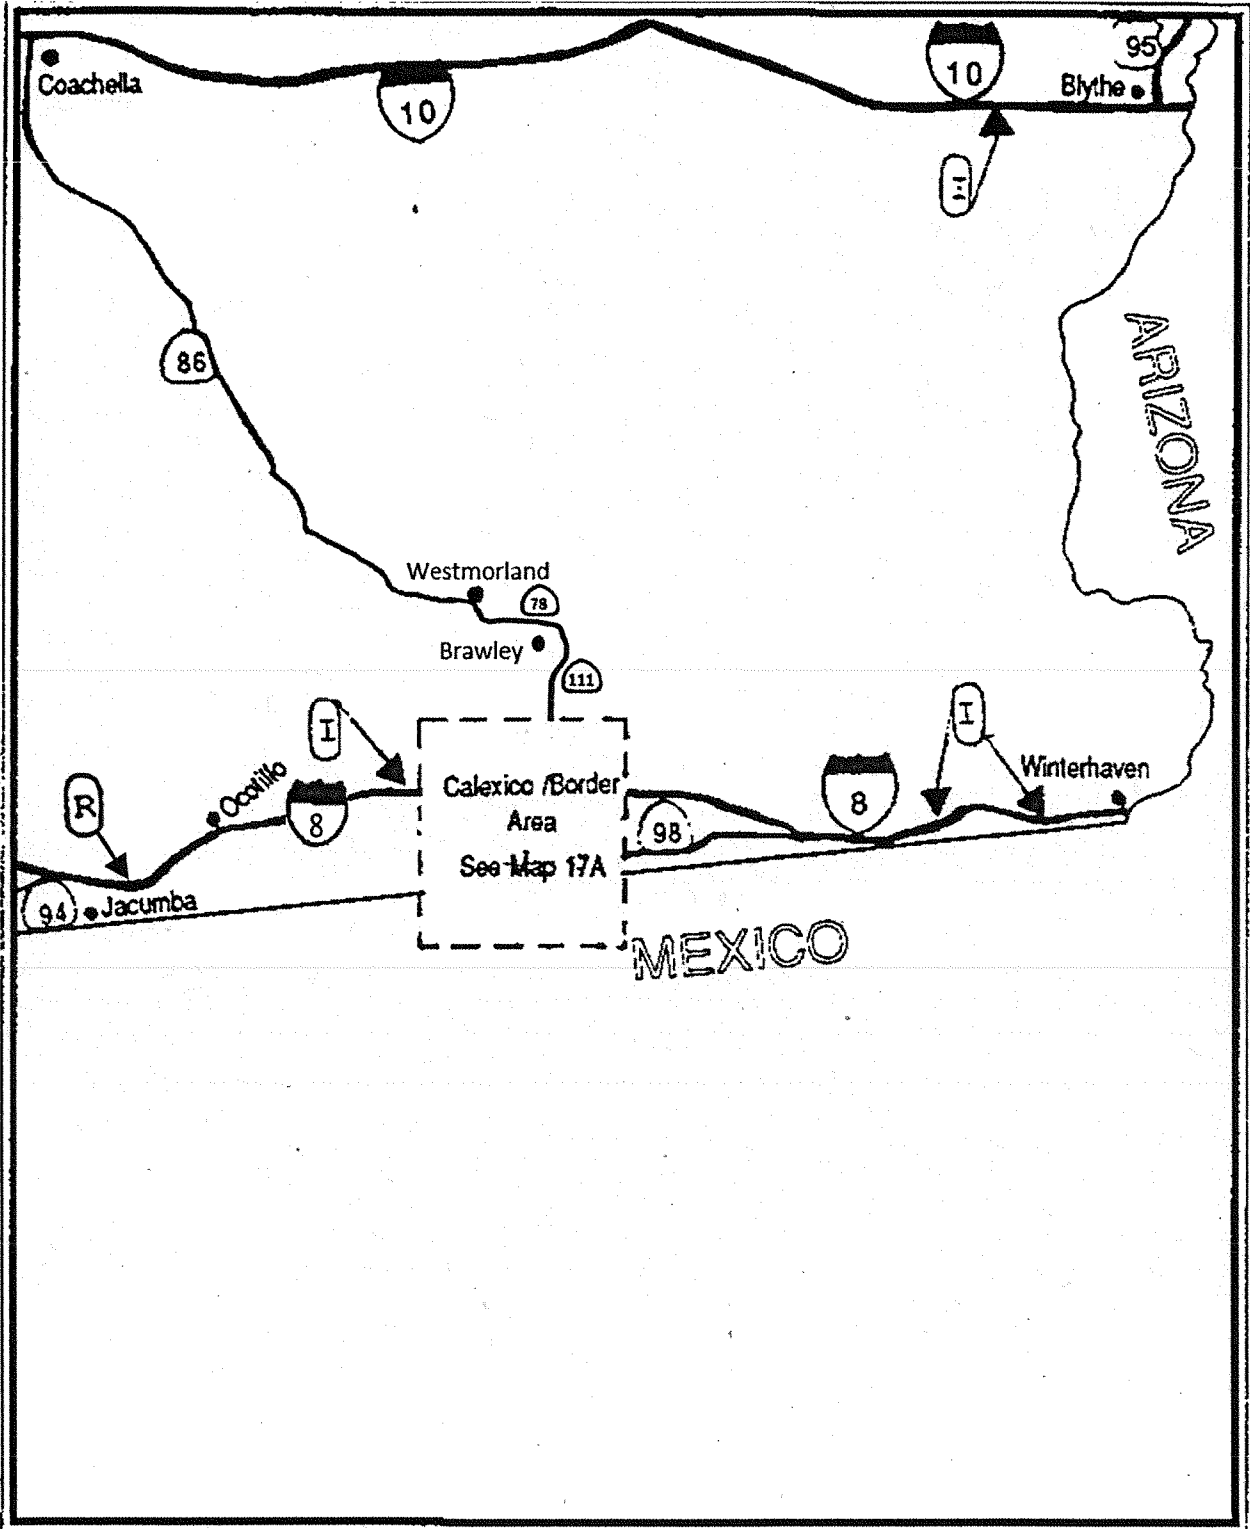 10
95
Coachella
10
Blythe
I
ARIZONA
86
Westmorland
78
Brawley
111
I
I
Winterhaven
Ocotillo
R
8
Calexico /Border
Area
See Map 17A
98
8
94
Jacumba
MEXICO